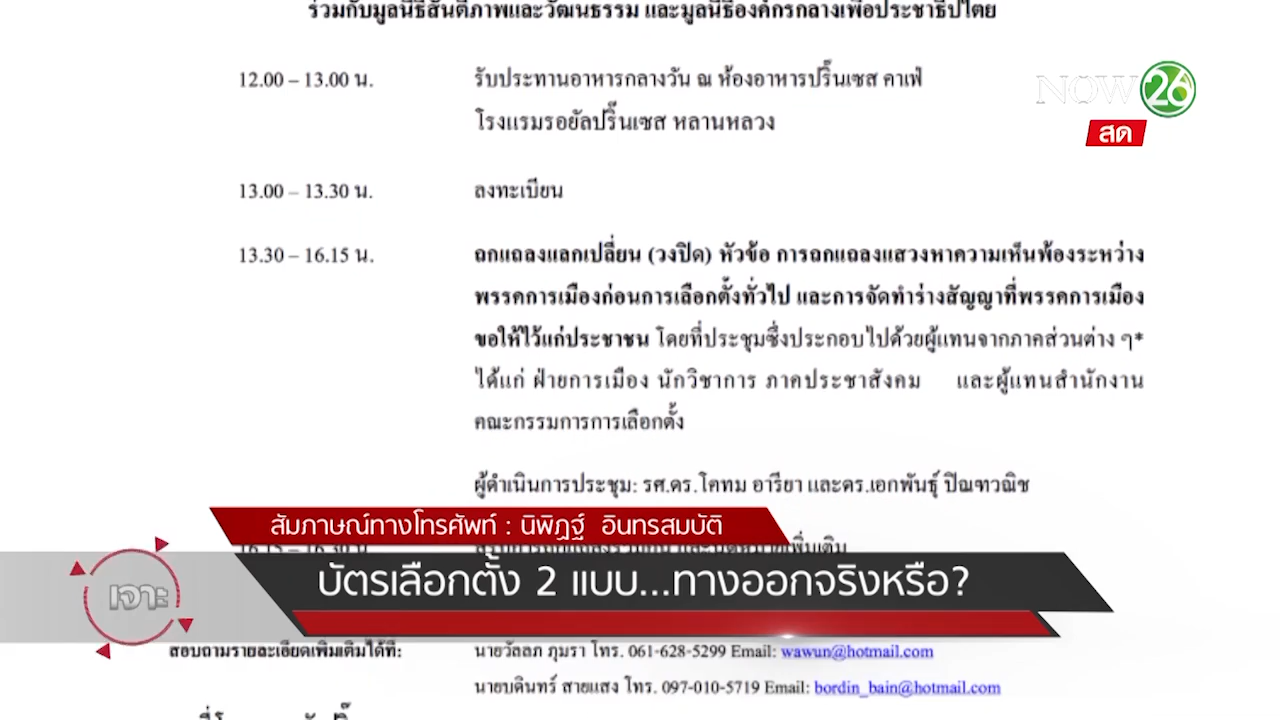 ร่วมกับมูลนิธิสันติภาพและวัฒนธรรม และมูลนิธิองค์กรกลางเพื่อประชาธิปไตย
12.00 – 13.00 น. รับประทานอาหารกลางวัน ณ ห้องอาหารปริ๊นเซส คาเฟ่
โรงแรมรอยัลปริ๊นเซส หลานหลวง
NOW 26
สด
13.00 – 13.30 น. ลงทะเบียน
13.30 – 16.15 น. ถกแถลงแลกเปลี่ยน (วงปิด) หัวข้อ การถกแถลงแสวงหาความเห็นพ้องระหว่าง
พรรคการเมืองก่อนการเลือกตั้งทั่วไป และการจัดทำร่างสัญญาที่พรรคการเมือง
ขอให้ไว้แก่ประชาชน โดยที่ประชุมซึ่งประกอบไปด้วยผู้แทนจากภาคส่วนต่าง ๆ*
ได้แก่ ฝ่ายการเมือง นักวิชาการ ภาคประชาสังคม และผู้แทนสำนักงาน
คณะกรรมการการเลือกตั้ง
ผู้ดำเนินการประชุม: รศ.ดร.โคทม อารียา และดร.เอกพันธุ์ ปิณฑวณิช
สัมภาษณ์ทางโทรศัพท์ : นิพิฏฐ์ อินทรสมบัติ
เจาะ
บัตรเลือกตั้ง 2 แบบ...ทางออกจริงหรือ?
สอบถามรายละเอียดเพิ่มเติมได้ที่: นายวัลลภ ภุมรา โทร. 061-628-5299 Email: wawun@hotmail.com
นายบดินทร์ สายแสง โทร. 097-010-5719 Email: bordin_bain@hotmail.com